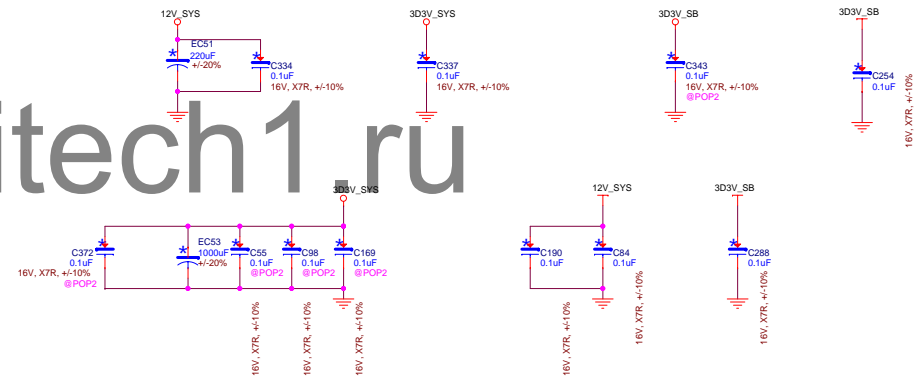 12V_SYS
EC51
220uF
+/-20%
C334
0.1uF
16V, X7R, +/-10%
3D3V_SYS
C337
0.1uF
16V, X7R, +/-10%
3D3V_SB
C343
0.1uF
16V, X7R, +/-10%
@POP2
3D3V_SB
C254
0.1uF
16V, X7R, +/-10%
itech1.ru
3D3V_SYS
C372
0.1uF
16V, X7R, +/-10%
@POP2
EC53
1000uF
+/-20%
C55
0.1uF
@POP2
16V, X7R, +/-10%
C98
0.1uF
@POP2
16V, X7R, +/-10%
C169
0.1uF
@POP2
16V, X7R, +/-10%
12V_SYS
C190
0.1uF
16V, X7R, +/-10%
C84
0.1uF
16V, X7R, +/-10%
3D3V_SB
C288
0.1uF
16V, X7R, +/-10%